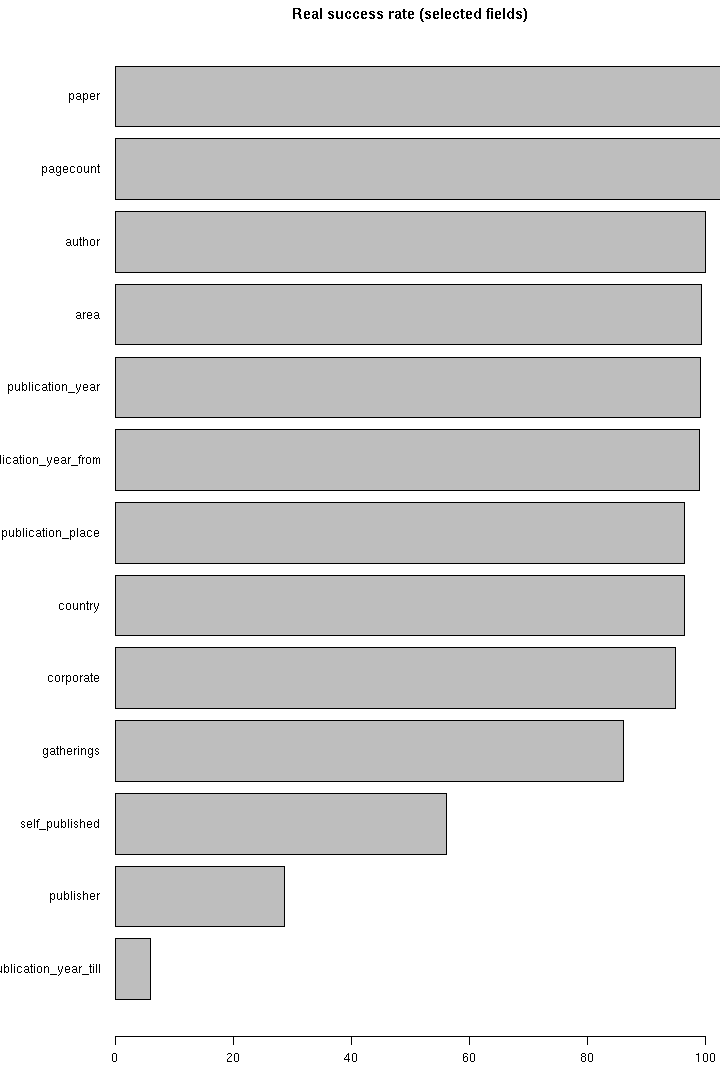 Real success rate (selected fields)
paper
pagecount
author
area
publication_year
lication_year_from
publication_place
country
corporate
gatherings
self_published
publisher
ublication_year_till
0 20 40 60 80 100